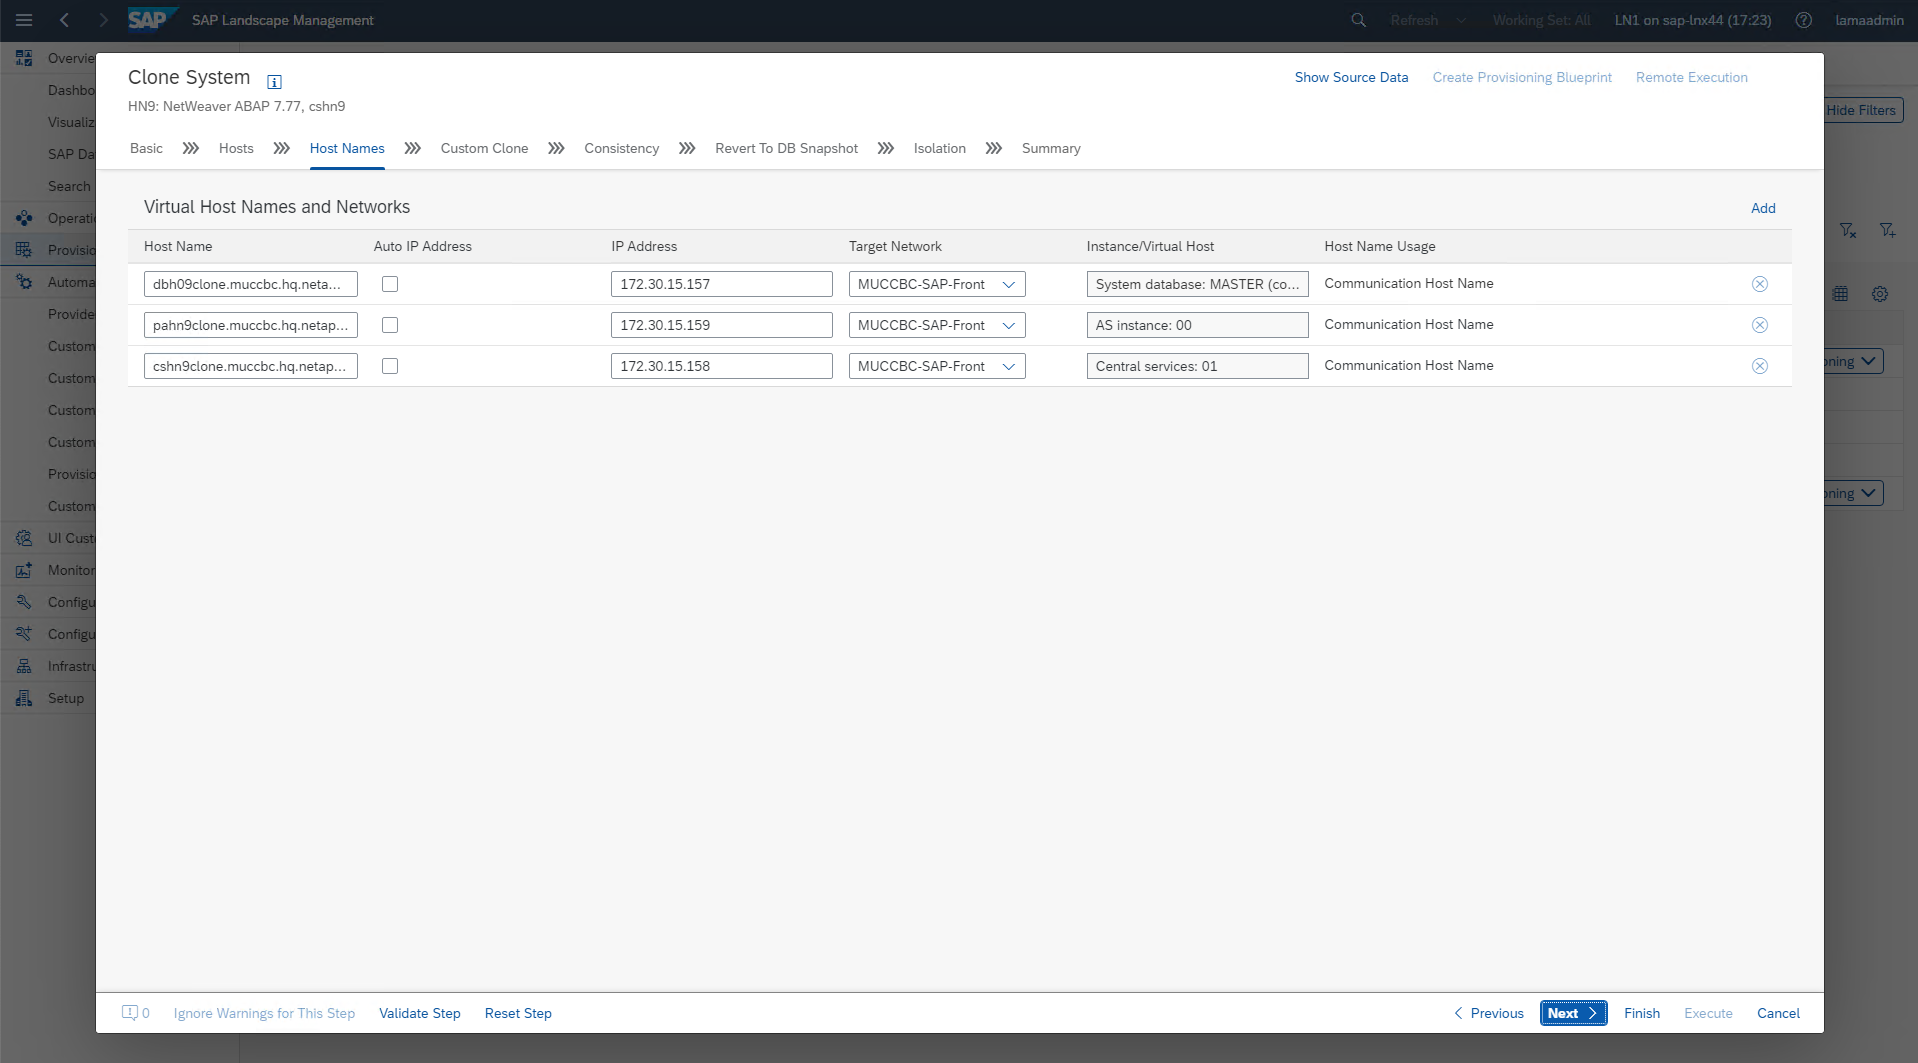 SAP Landscape Management
Refresh
Working Set: All
LN1 on sap-lnx44 (17:23)
lamaadmin
SAP
Clone System
HN9: NetWeaver ABAP 7.77, cshn9
Show Source Data
Create Provisioning Blueprint
Remote Execution
Basic
Hosts
Host Names
Custom Clone
Consistency
Revert To DB Snapshot
Isolation
Summary
Virtual Host Names and Networks
Add
Host Name
Auto IP Address
IP Address
Target Network
Instance/Virtual Host
Host Name Usage
dbh09clone.muccbc.hq.neta...
172.30.15.157
MUCCBC-SAP-Front
System database: MASTER (co...
Communication Host Name
pahn9clone.muccbc.hq.netap...
172.30.15.159
MUCCBC-SAP-Front
AS instance: 00
Communication Host Name
cshn9clone.muccbc.hq.netap...
172.30.15.158
MUCCBC-SAP-Front
Central services: 01
Communication Host Name
0
Ignore Warnings for This Step
Validate Step
Reset Step
Previous
Next
Finish
Execute
Cancel
Overvie
Dashbo
Visualiz
SAP Da
Search
Operati
Provisio
Automa
Provide
Custom
Custom
Custom
Custom
Provisio
Custom
UI Cust
Monitor
Configu
Configu
Infrastru
Setup
Hide Filters
oning
oning